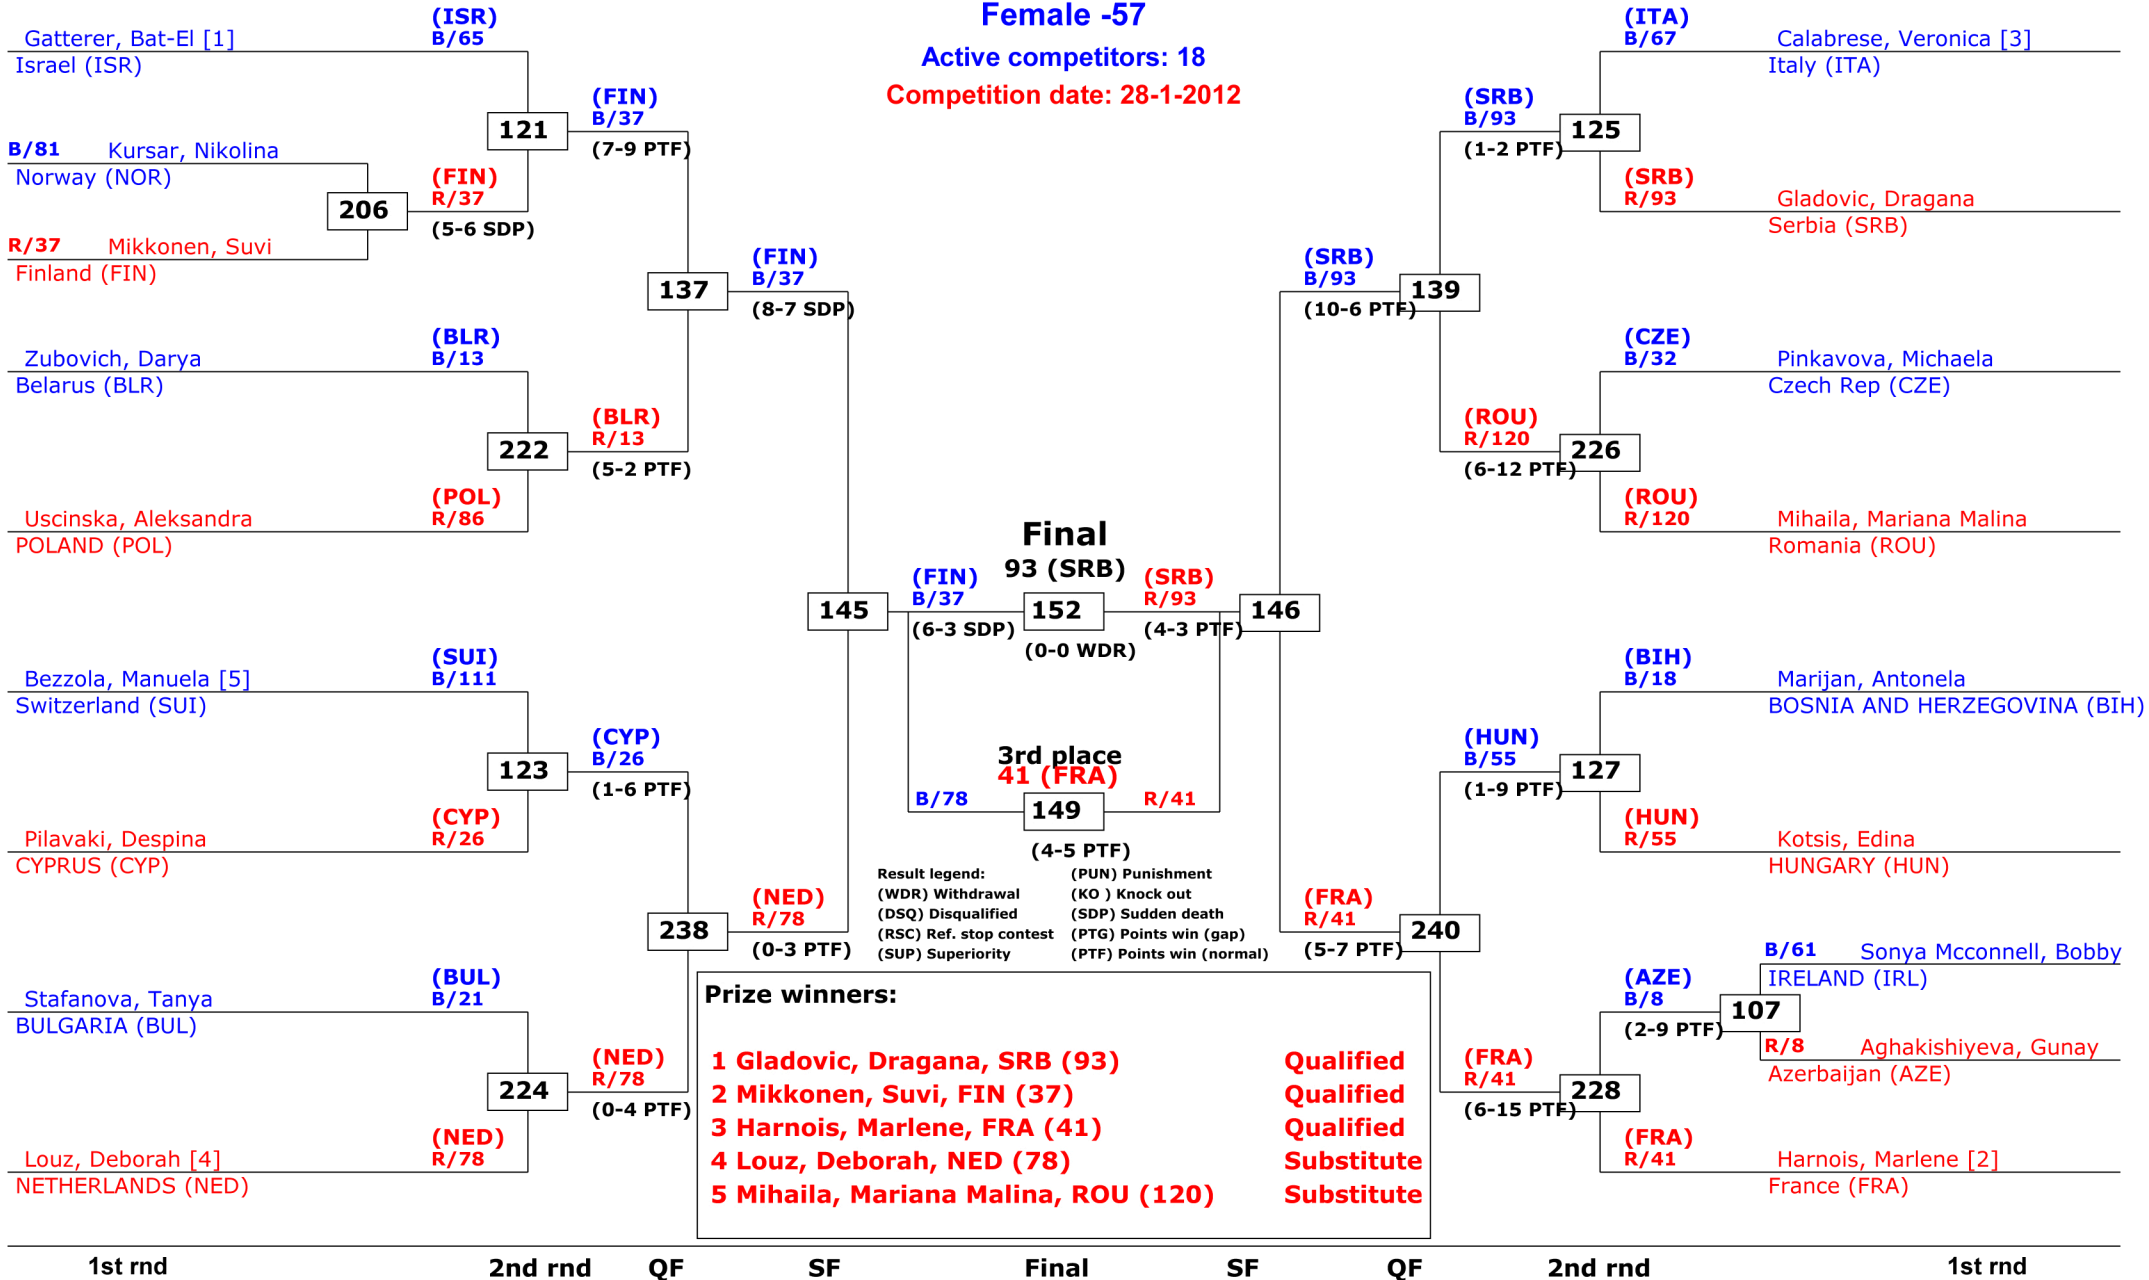 Female -57
Active competitors: 18
Competition date: 28-1-2012
(ISR)
Gatterer, Bat-El [1] B/65
Israel (ISR)
121
(FIN)
B/37
(7-9 PTF)
B/81 Kursar, Nikolina
Norway (NOR)
206
(FIN)
R/37
(5-6 SDP)
R/37 Mikkonen, Suvi
Finland (FIN)
137
(FIN)
B/37
(8-7 SDP)
(BLR)
Zubovich, Darya B/13
Belarus (BLR)
222
(BLR)
R/13
(5-2 PTF)
(POL)
Uscinska, Aleksandra R/86
POLAND (POL)
145
(FIN)
B/37
(6-3 SDP)
(SUI)
Bezzola, Manuela [5] B/111
Switzerland (SUI)
123
(CYP)
B/26
(1-6 PTF)
(CYP)
Pilavaki, Despina R/26
CYPRUS (CYP)
238
(NED)
R/78
(0-3 PTF)
(BUL)
Stafanova, Tanya B/21
BULGARIA (BUL)
224
(NED)
R/78
(0-4 PTF)
(NED)
Louz, Deborah [4] R/78
NETHERLANDS (NED)
Final
93 (SRB)
152
(0-0 WDR)
3rd place
41 (FRA)
B/78 149 R/41
(4-5 PTF)
(ITA)
B/67 Calabrese, Veronica [3]
Italy (ITA)
(SRB)
B/93
(1-2 PTF)
125
(SRB)
R/93 Gladovic, Dragana
Serbia (SRB)
(SRB)
B/93
(10-6 PTF)
139
(CZE)
B/32 Pinkavova, Michaela
Czech Rep (CZE)
(ROU)
R/120
(6-12 PTF)
226
(ROU)
R/120 Mihaila, Mariana Malina
Romania (ROU)
(SRB)
R/93
(4-3 PTF)
146
(BIH)
B/18 Marijan, Antonela
BOSNIA AND HERZEGOVINA (BIH)
(HUN)
B/55
(1-9 PTF)
127
(HUN)
R/55 Kotsis, Edina
HUNGARY (HUN)
(FRA)
R/41
(5-7 PTF)
240
B/61 Sonya Mcconnell, Bobby
IRELAND (IRL)
(AZE)
B/8
(2-9 PTF)
107
R/8 Aghakishiyeva, Gunay
Azerbaijan (AZE)
(FRA)
R/41
(6-15 PTF)
228
(FRA)
R/41 Harnois, Marlene [2]
France (FRA)
Result legend: (PUN) Punishment
(WDR) Withdrawal (KO ) Knock out
(DSQ) Disqualified (SDP) Sudden death
(RSC) Ref. stop contest (PTG) Points win (gap)
(SUP) Superiority (PTF) Points win (normal)
Prize winners:
1 Gladovic, Dragana, SRB (93) Qualified
2 Mikkonen, Suvi, FIN (37) Qualified
3 Harnois, Marlene, FRA (41) Qualified
4 Louz, Deborah, NED (78) Substitute
5 Mihaila, Mariana Malina, ROU (120) Substitute
1st rnd 2nd rnd QF SF Final SF QF 2nd rnd 1st rnd